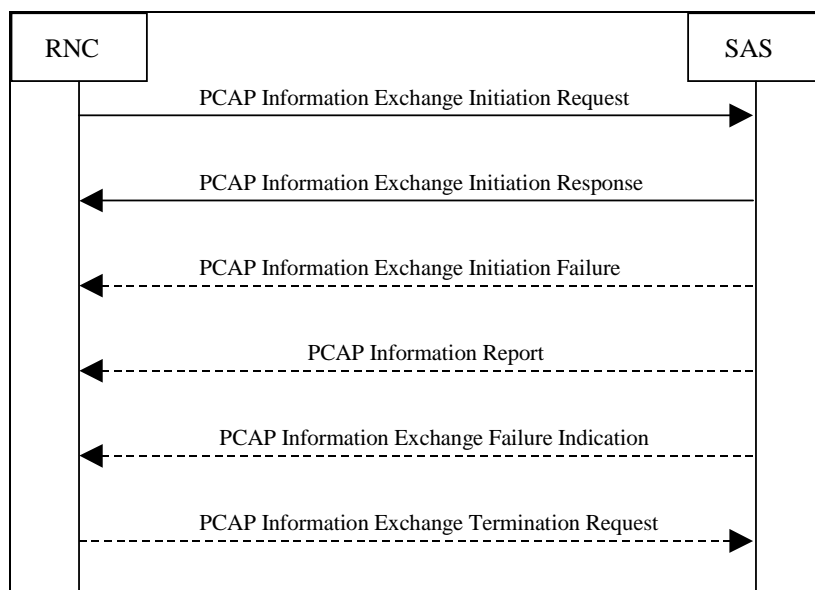 RNC
SAS
PCAP Information Exchange Initiation Request
PCAP Information Exchange Initiation Response
PCAP Information Exchange Initiation Failure
PCAP Information Report
PCAP Information Exchange Failure Indication
PCAP Information Exchange Termination Request